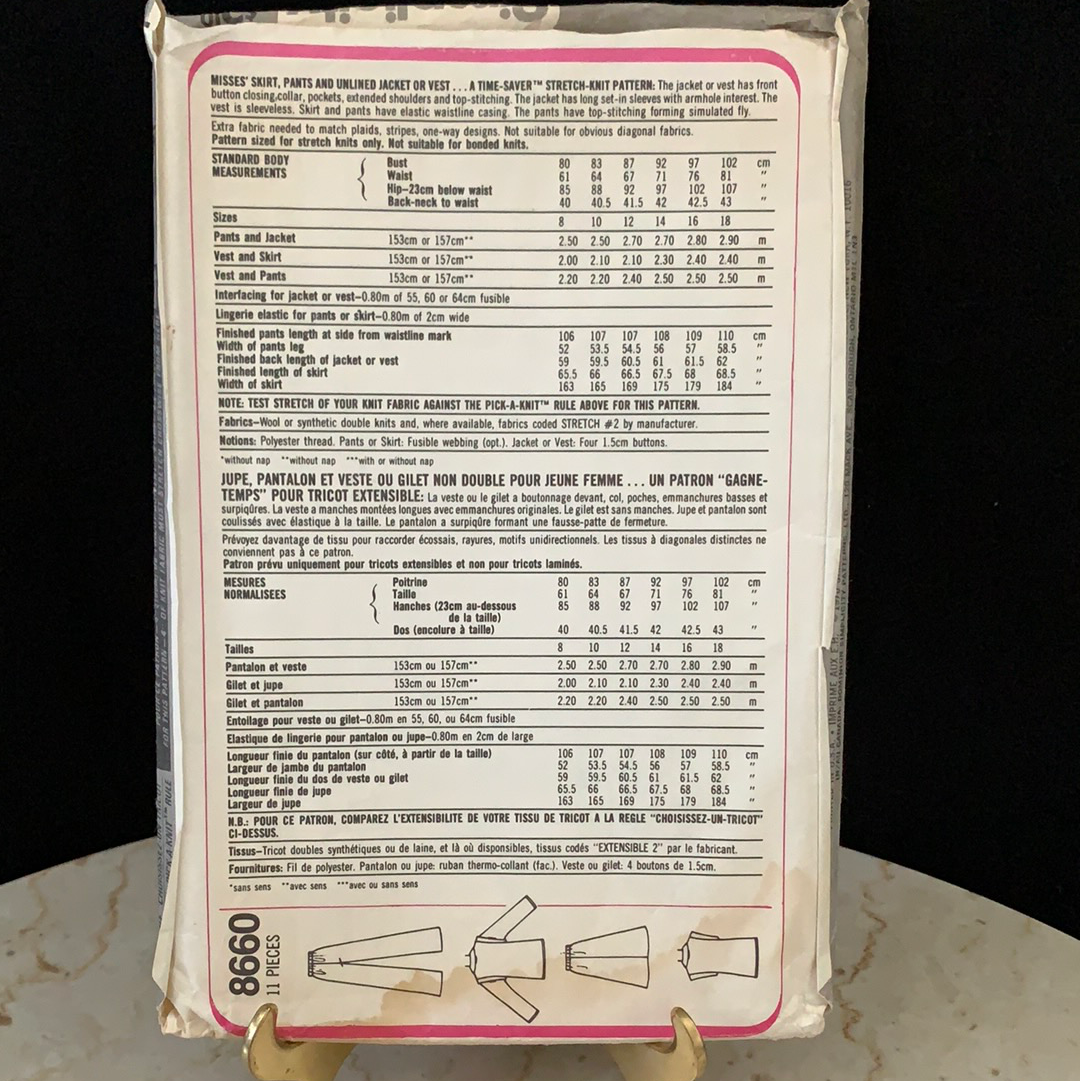 MISSES' SKIRT, PANTS AND UNLINED JACKET OR VEST... A TIME-SAVER™ STRETCH-KNIT PATTERN: The jacket or vest has front
button closing,collar, pockets, extended shoulders and top-stitching. The jacket has long set-in sleeves with armhole interest. The
vest is sleeveless. Skirt and pants have elastic waistline casing. The pants have top-stitching forming simulated fly.
Extra fabric needed to match plaids, stripes, one-way designs. Not suitable for obvious diagonal fabrics.
Pattern sized for stretch knits only. Not suitable for bonded knits.
STANDARD BODY Bust 80 83 87 92 97 102 cm
MEASUREMENTS Waist 61 64 67 71 76 81 "
Hip–23cm below waist 85 88 92 97 102 107 "
Back-neck to waist 40 40.5 41.5 42 42.5 43 "
Sizes 8 10 12 14 16 18
Pants and Jacket 153cm or 157cm** 2.50 2.50 2.70 2.70 2.80 2.90 m
Vest and Skirt 153cm or 157cm** 2.00 2.10 2.10 2.30 2.40 2.40 m
Vest and Pants 153cm or 157cm** 2.20 2.20 2.40 2.50 2.50 2.50 m
Interfacing for jacket or vest–0.80m of 55, 60 or 64cm fusible
Lingerie elastic for pants or skirt–0.80m of 2cm wide
Finished pants length at side from waistline mark 106 107 107 108 109 110 cm
Width of pants leg 52 53.5 54.5 56 57 58.5 "
Finished back length of jacket or vest 59 59.5 60.5 61 61.5 62 "
Finished length of skirt 65.5 66 66.5 67.5 68 68.5 "
Width of skirt 163 165 169 175 179 184 "
NOTE: TEST STRETCH OF YOUR KNIT FABRIC AGAINST THE PICK-A-KNIT™ RULE ABOVE FOR THIS PATTERN.
Fabrics–Wool or synthetic double knits and, where available, fabrics coded STRETCH #2 by manufacturer.
Notions: Polyester thread. Pants or Skirt: Fusible webbing (opt.). Jacket or Vest: Four 1.5cm buttons.
*without nap **without nap ***with or without nap
JUPE, PANTALON ET VESTE OU GILET NON DOUBLE POUR JEUNE FEMME ... UN PATRON "GAGNE-
TEMPS" POUR TRICOT EXTENSIBLE: La veste ou le gilet a boutonnage devant, col, poches, emmanchures basses et
surpiqûres. La veste a manches montées longues avec emmanchures originales. Le gilet est sans manches. Jupe et pantalon sont
coulissés avec élastique à la taille. Le pantalon a surpiqûre formant une fausse-patte de fermeture.
Prévoyez davantage de tissu pour raccorder écossais, rayures, motifs unidirectionnels. Les tissus à diagonales distinctes ne
conviennent pas à ce patron.
Patron prévu uniquement pour tricots extensibles et non pour tricots laminés.
MESURES Poitrine 80 83 87 92 97 102 cm
NORMALISEES Taille 61 64 67 71 76 81 "
Hanches (23cm au-dessous 85 88 92 97 102 107 "
de la taille)
Dos (encolure à taille) 40 40.5 41.5 42 42.5 43 "
Tailles 8 10 12 14 16 18
Pantalon et veste 153cm ou 157cm** 2.50 2.50 2.70 2.70 2.80 2.90 m
Gilet et jupe 153cm ou 157cm** 2.00 2.10 2.10 2.30 2.40 2.40 m
Gilet et pantalon 153cm ou 157cm** 2.20 2.20 2.40 2.50 2.50 2.50 m
Entoilage pour veste ou gilet–0.80m en 55, 60, ou 64cm fusible
Elastique de lingerie pour pantalon ou jupe–0.80m en 2cm de large
Longueur finie du pantalon (sur côté, à partir de la taille) 106 107 107 108 109 110 cm
Largeur de jambe du pantalon 52 53.5 54.5 56 57 58.5 "
Longueur finie du dos de veste ou gilet 59 59.5 60.5 61 61.5 62 "
Longueur finie de jupe 65.5 66 66.5 67.5 68 68.5 "
Largeur de jupe 163 165 169 175 179 184 "
N.B.: POUR CE PATRON, COMPAREZ L'EXTENSIBILITE DE VOTRE TISSU DE TRICOT A LA REGLE "CHOISISSEZ-UN-TRICOT"
CI-DESSUS.
Tissus–Tricot doubles synthétiques ou de laine, et là où disponibles, tissus codés "EXTENSIBLE 2" par le fabricant.
Fournitures: Fil de polyester. Pantalon ou jupe: ruban thermo-collant (fac.). Veste ou gilet: 4 boutons de 1.5cm.
*sans sens **avec sens ***avec ou sans sens
8660
11 PIECES